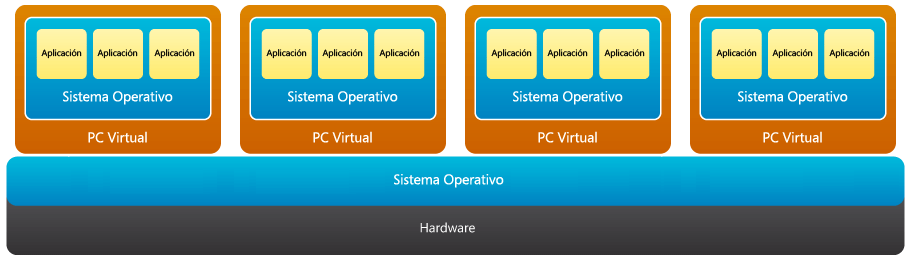 Aplicación Aplicación Aplicación Aplicación Aplicación Aplicación Aplicación Aplicación Aplicación Aplicación Aplicación Aplicación
Sistema Operativo Sistema Operativo Sistema Operativo Sistema Operativo
PC Virtual PC Virtual PC Virtual PC Virtual
Sistema Operativo
Hardware